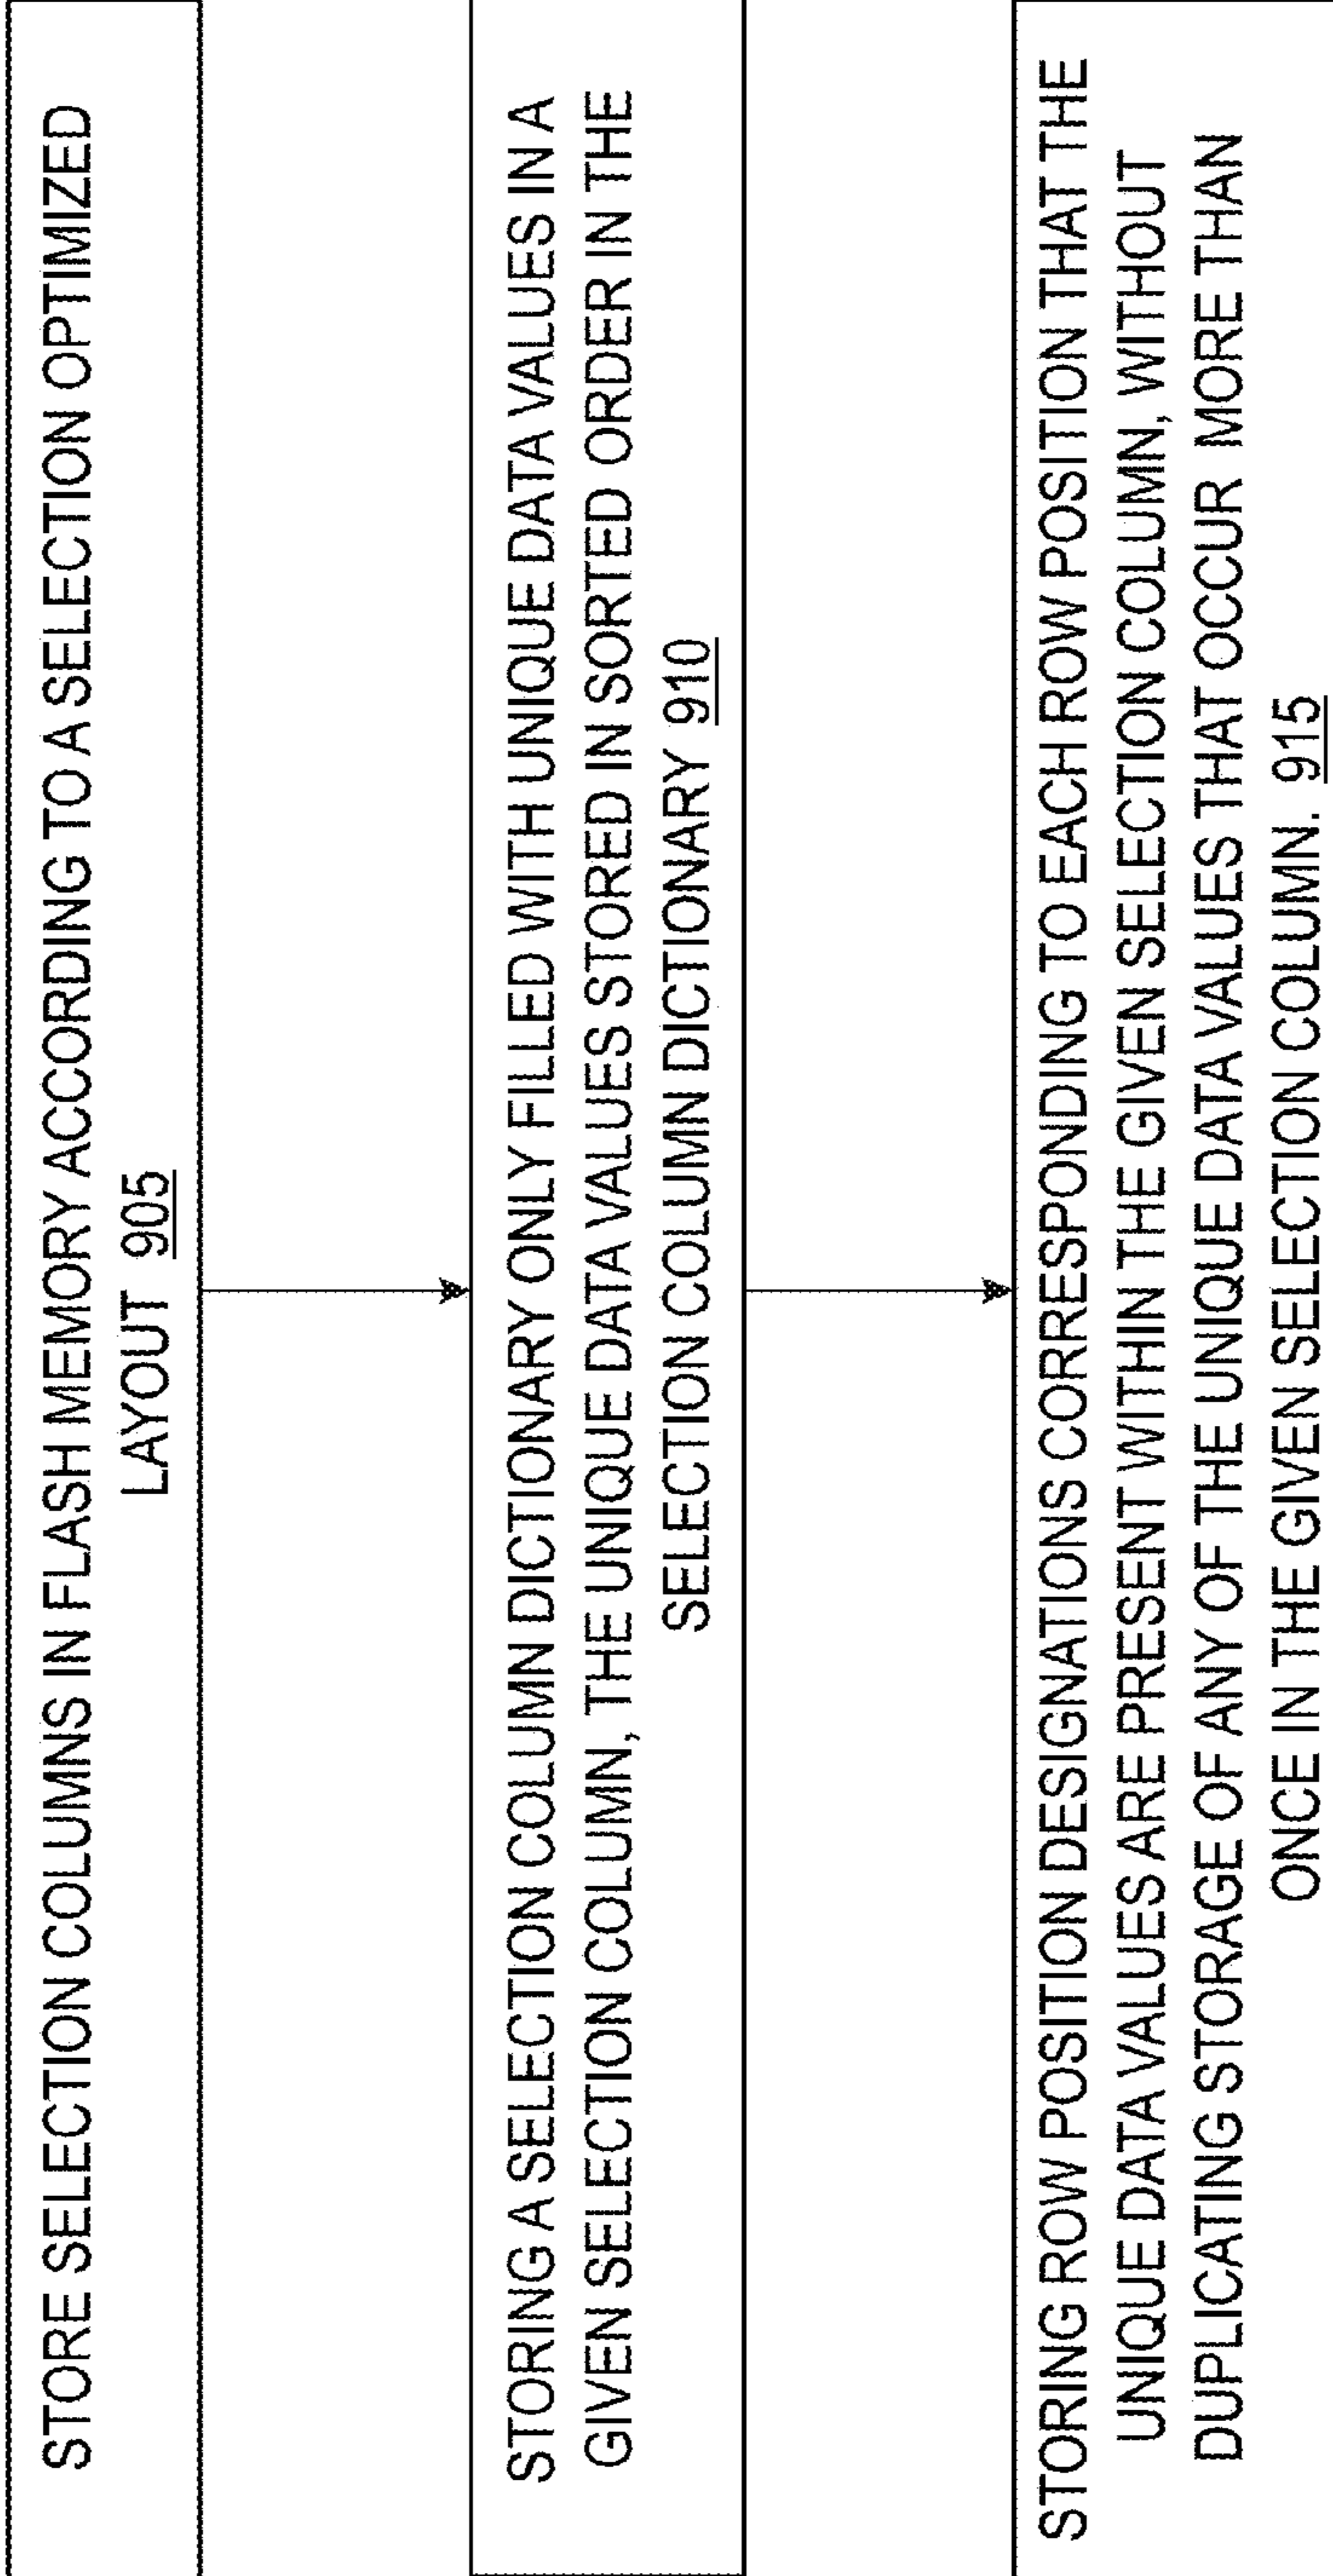 STORE SELECTION COLUMNS IN FLASH MEMORY ACCORDING TO A SELECTION OPTIMIZED
LAYOUT 905
STORING A SELECTION COLUMN DICTIONARY ONLY FILLED WITH UNIQUE DATA VALUES IN A
GIVEN SELECTION COLUMN, THE UNIQUE DATA VALUES STORED IN SORTED ORDER IN THE
SELECTION COLUMN DICTIONARY 910
STORING ROW POSITION DESIGNATIONS CORRESPONDING TO EACH ROW POSITION THAT THE
UNIQUE DATA VALUES ARE PRESENT WITHIN THE GIVEN SELECTION COLUMN, WITHOUT
DUPLICATING STORAGE OF ANY OF THE UNIQUE DATA VALUES THAT OCCUR MORE THAN
ONCE IN THE GIVEN SELECTION COLUMN. 915